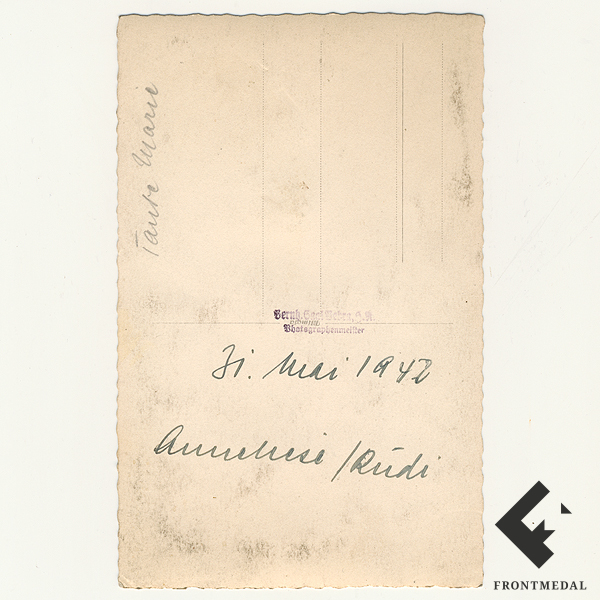 Tante Marie
Photographenmeister
31. Mai 1942
Anneliese / Rudi
FRONTMEDAL